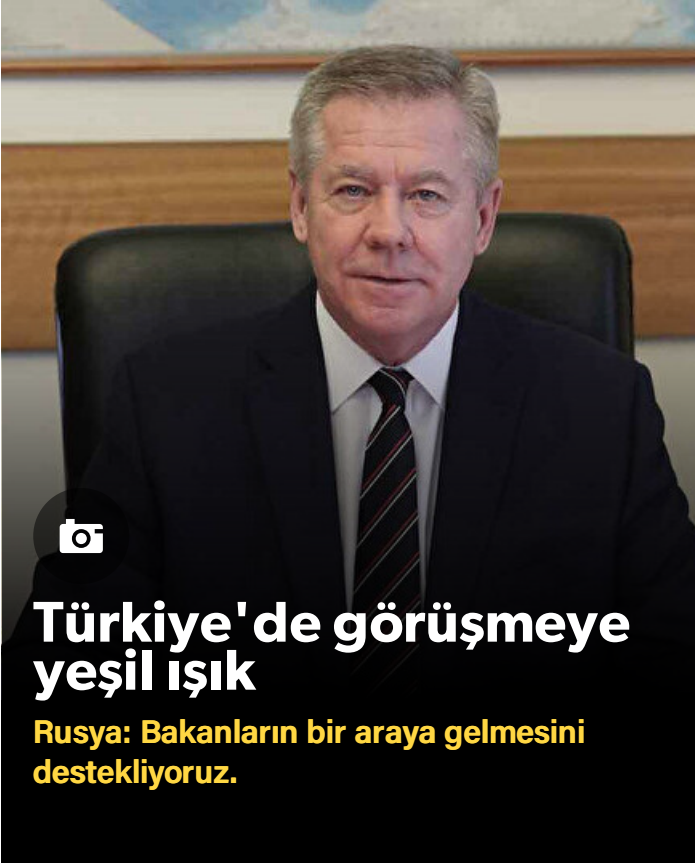 Türkiye'de görüşmeye
yeşil ışık
Rusya: Bakanların bir araya gelmesini
destekliyoruz.